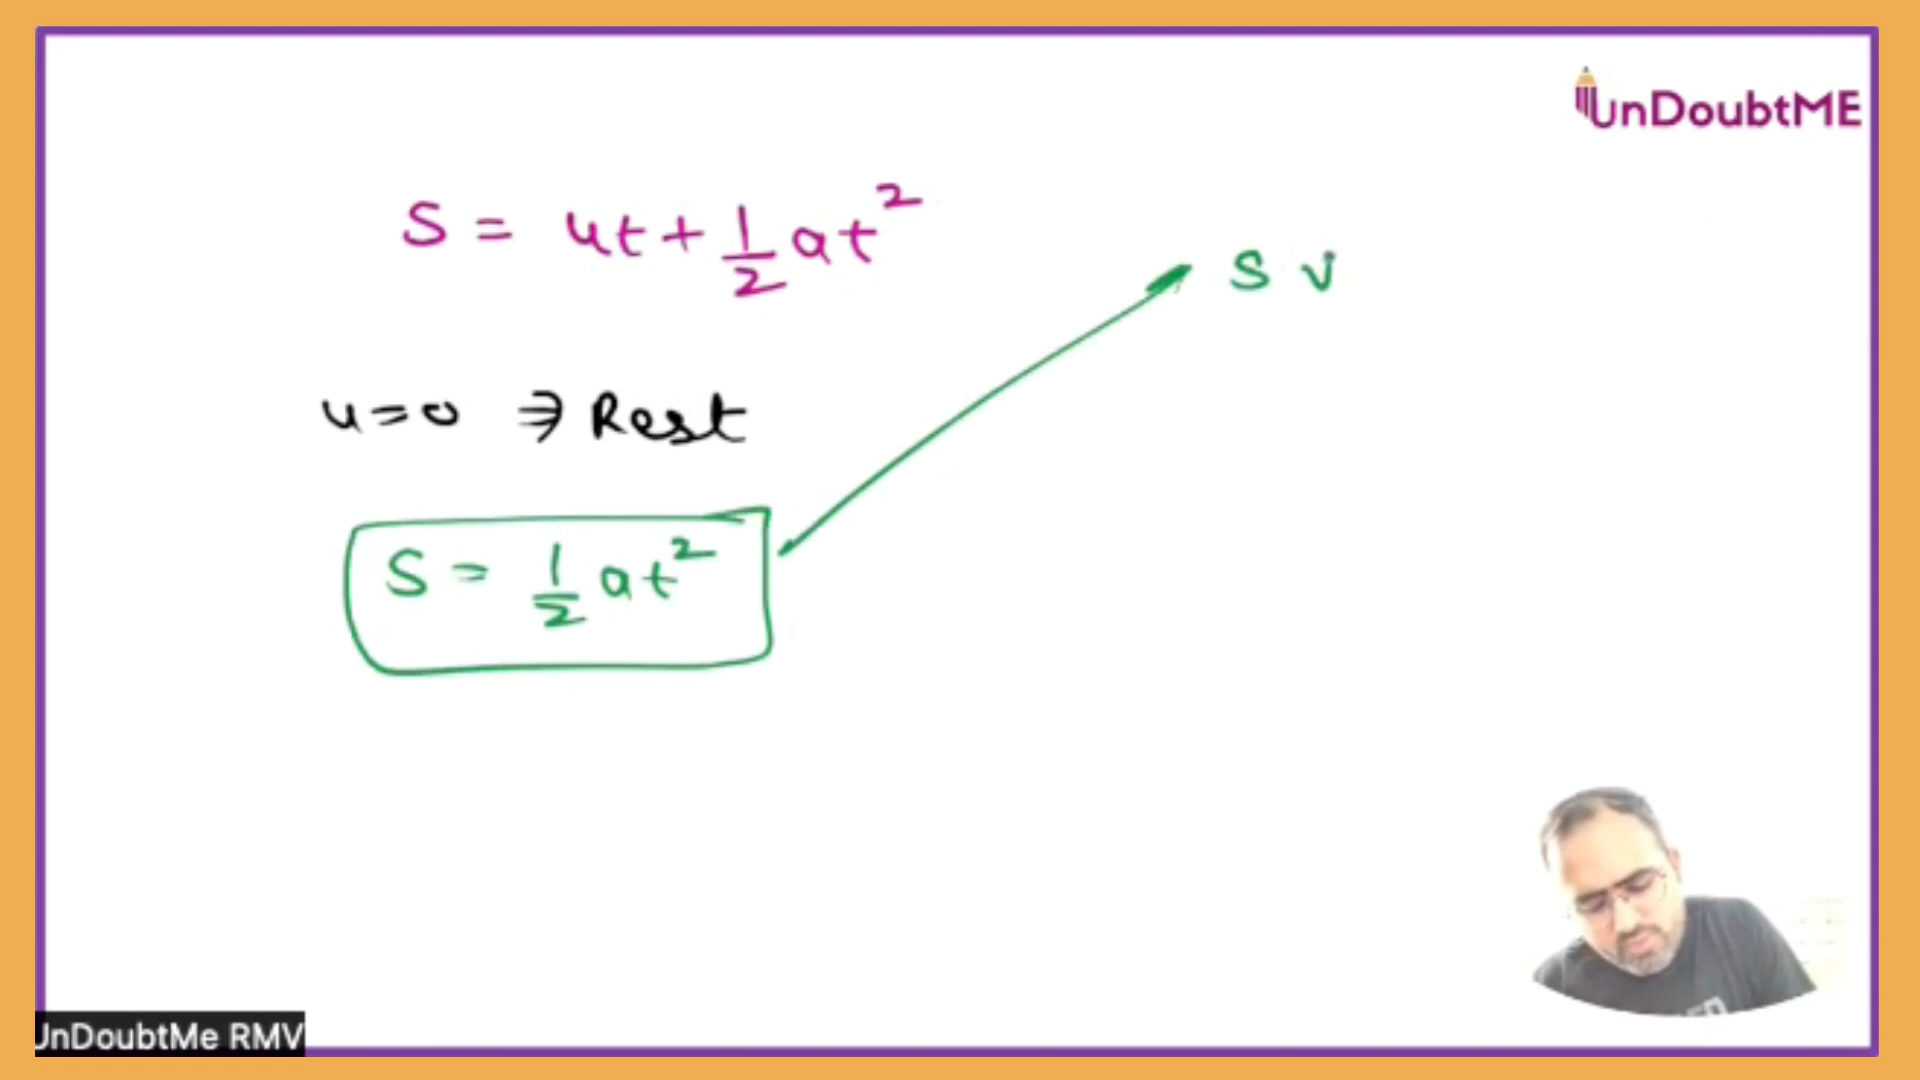 UnDoubtME
S = ut + 1/2 at²
S v
u = 0 ⇒ Rest
S = 1/2 at²
UnDoubtMe RMV